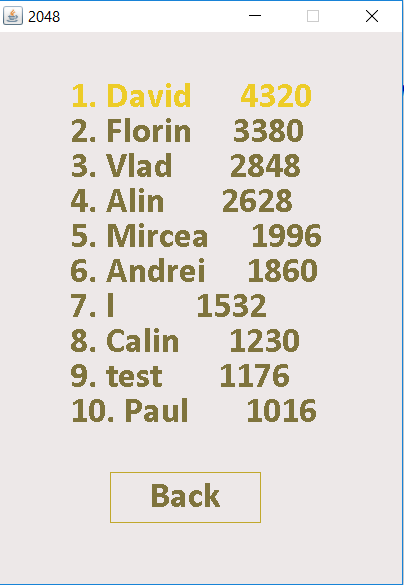 2048
1. David 4320
2. Florin 3380
3. Vlad 2848
4. Alin 2628
5. Mircea 1996
6. Andrei 1860
7. l 1532
8. Calin 1230
9. test 1176
10. Paul 1016
Back